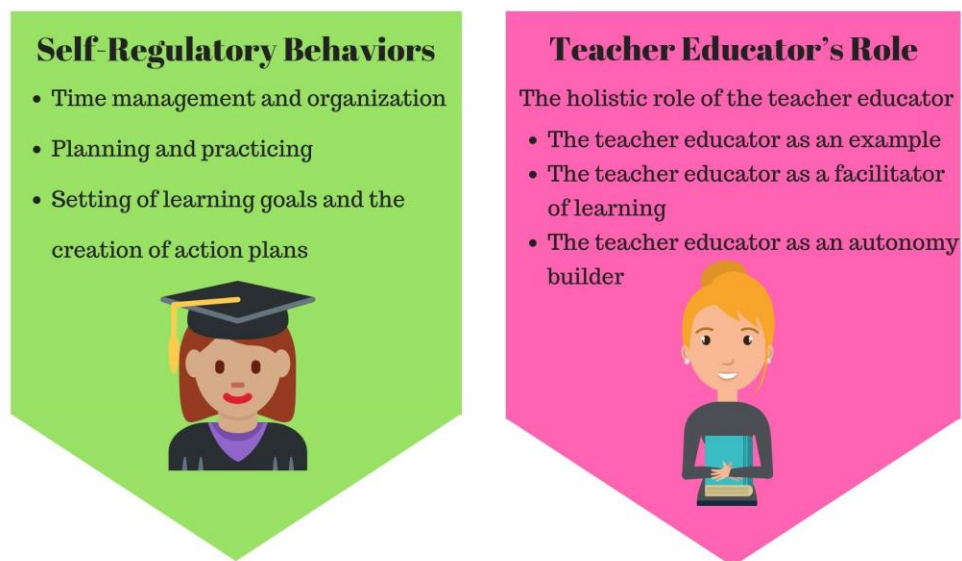 Self-Regulatory Behaviors
• Time management and organization
• Planning and practicing
• Setting of learning goals and the
creation of action plans
Teacher Educator's Role
The holistic role of the teacher educator
• The teacher educator as an example
• The teacher educator as a facilitator
of learning
• The teacher educator as an autonomy
builder